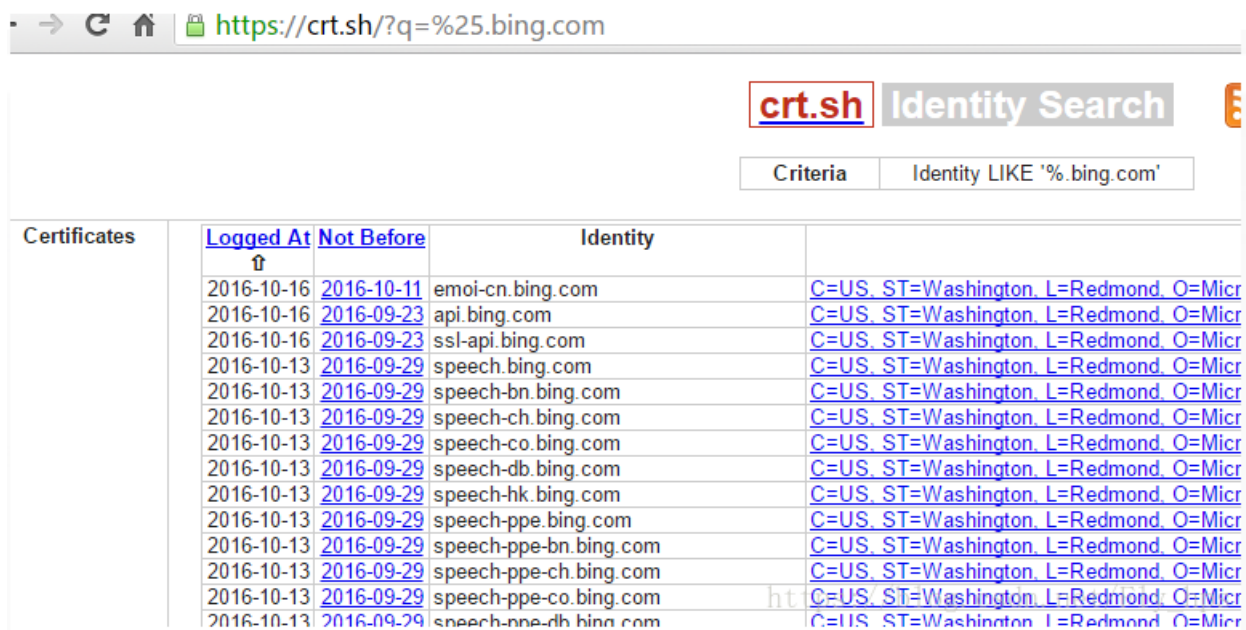 https://crt.sh/?q=%25.bing.com
crt.sh Identity Search
Criteria Identity LIKE '%.bing.com'
Certificates Logged At Not Before Identity
⇧
2016-10-16 2016-10-11 emoi-cn.bing.com C=US, ST=Washington, L=Redmond, O=Micr
2016-10-16 2016-09-23 api.bing.com C=US, ST=Washington, L=Redmond, O=Micr
2016-10-16 2016-09-23 ssl-api.bing.com C=US, ST=Washington, L=Redmond, O=Micr
2016-10-13 2016-09-29 speech.bing.com C=US, ST=Washington, L=Redmond, O=Micr
2016-10-13 2016-09-29 speech-bn.bing.com C=US, ST=Washington, L=Redmond, O=Micr
2016-10-13 2016-09-29 speech-ch.bing.com C=US, ST=Washington, L=Redmond, O=Micr
2016-10-13 2016-09-29 speech-co.bing.com C=US, ST=Washington, L=Redmond, O=Micr
2016-10-13 2016-09-29 speech-db.bing.com C=US, ST=Washington, L=Redmond, O=Micr
2016-10-13 2016-09-29 speech-hk.bing.com C=US, ST=Washington, L=Redmond, O=Micr
2016-10-13 2016-09-29 speech-ppe.bing.com C=US, ST=Washington, L=Redmond, O=Micr
2016-10-13 2016-09-29 speech-ppe-bn.bing.com C=US, ST=Washington, L=Redmond, O=Micr
2016-10-13 2016-09-29 speech-ppe-ch.bing.com C=US, ST=Washington, L=Redmond, O=Micr
2016-10-13 2016-09-29 speech-ppe-co.bing.com C=US, ST=Washington, L=Redmond, O=Micr
2016-10-13 2016-09-29 speech-ppe-db.bing.com C=US, ST=Washington, L=Redmond, O=Micr